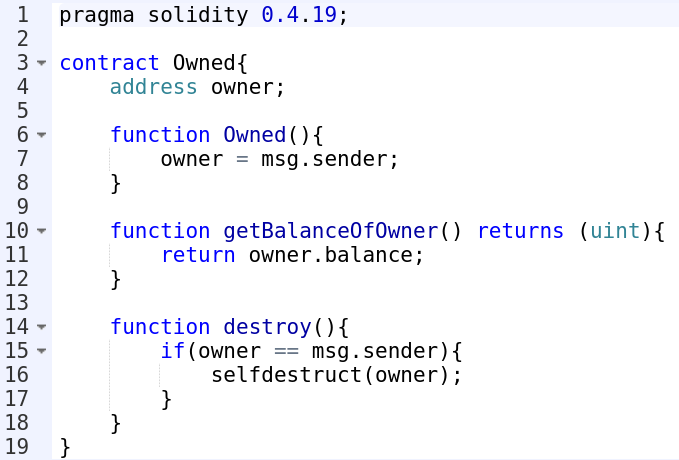 1 pragma solidity 0.4.19;
2
3 contract Owned{
4     address owner;
5
6     function Owned(){
7         owner = msg.sender;
8     }
9
10     function getBalanceOfOwner() returns (uint){
11         return owner.balance;
12     }
13
14     function destroy(){
15         if(owner == msg.sender){
16             selfdestruct(owner);
17         }
18     }
19 }